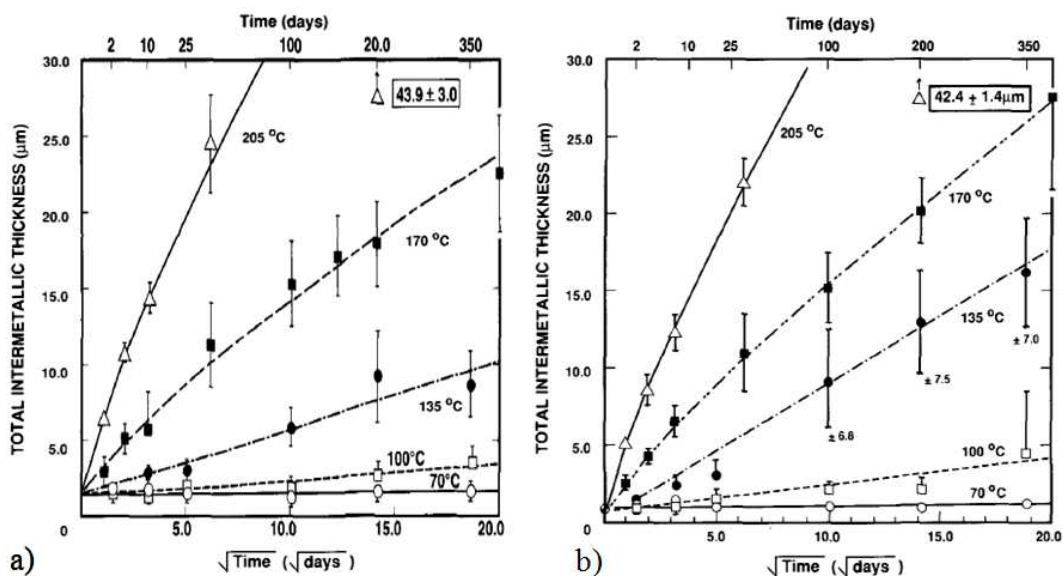 a)
Time (days)
2 10 25 100 20.0 350
30.0
25.0
20.0
15.0
10.0
5.0
0
TOTAL INTERMETALLIC THICKNESS (μm)
43.9 ± 3.0
205 °C
170 °C
135 °C
100°C
70°C
5.0 10.0 15.0 20.0
√Time (√days)
a)
Time (days)
2 10 25 100 200 350
30.0
25.0
20.0
15.0
10.0
5.0
0
TOTAL INTERMETALLIC THICKNESS (μm)
42.4 ± 1.4μm
205 °C
170 °C
135 °C
± 7.0
± 7.5
± 6.8
100 °C
70 °C
0 5.0 10.0 15.0 20.0
√Time (√days)
b)